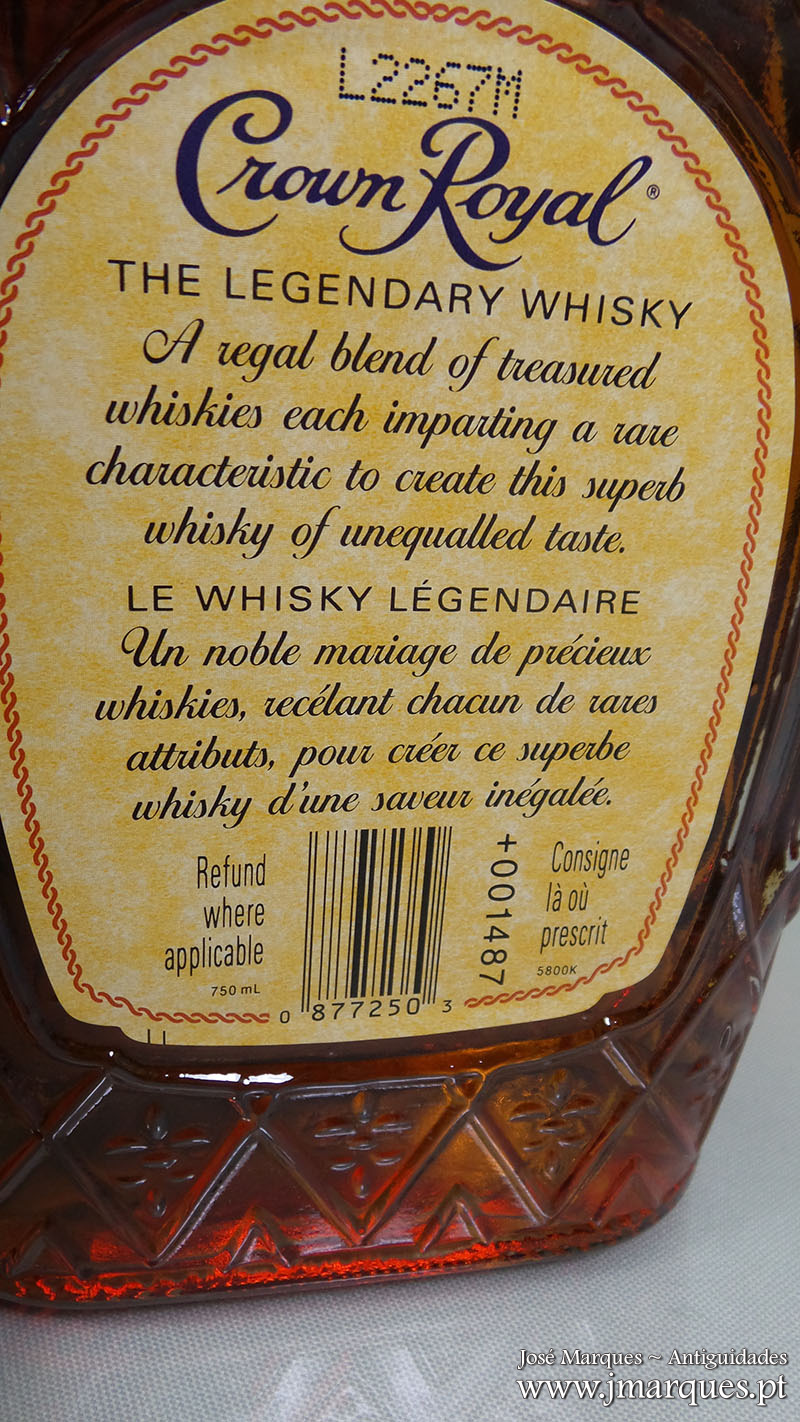 L2267M
Crown Royal®
THE LEGENDARY WHISKY
A regal blend of treasured
whiskies each imparting a rare
characteristic to create this superb
whisky of unequalled taste.
LE WHISKY LÉGENDAIRE
Un noble mariage de précieux
whiskies, recélant chacun de rares
attributs, pour créer ce superbe
whisky d'une saveur inégalée.
Refund
where
applicable
750 mL
0 877250 3
+001487
Consigne
là où
prescrit
5800K
José Marques ~ Antiguidades
www.jmarques.pt